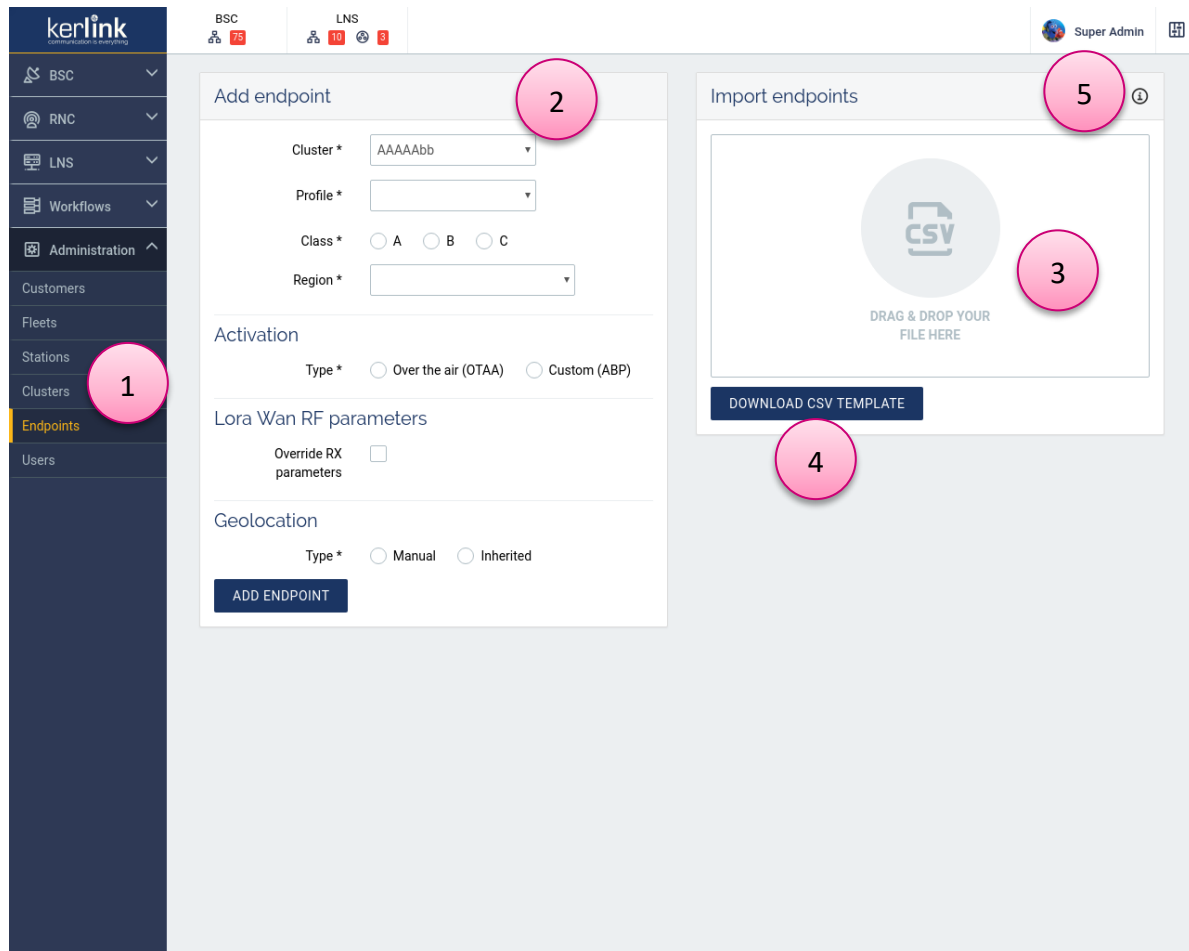 kerlink
communication is everything
BSC
75
LNS
10 3
Super Admin
BSC
RNC
LNS
Workflows
Administration
Customers
Fleets
Stations
Clusters
Endpoints
Users
1
Add endpoint
2
Cluster * AAAAAbb
Profile *
Class * A B C
Region *
Activation
Type * Over the air (OTAA) Custom (ABP)
Lora Wan RF parameters
Override RX
parameters
Geolocation
Type * Manual Inherited
ADD ENDPOINT
Import endpoints
5
CSV
3
DRAG & DROP YOUR
FILE HERE
DOWNLOAD CSV TEMPLATE
4